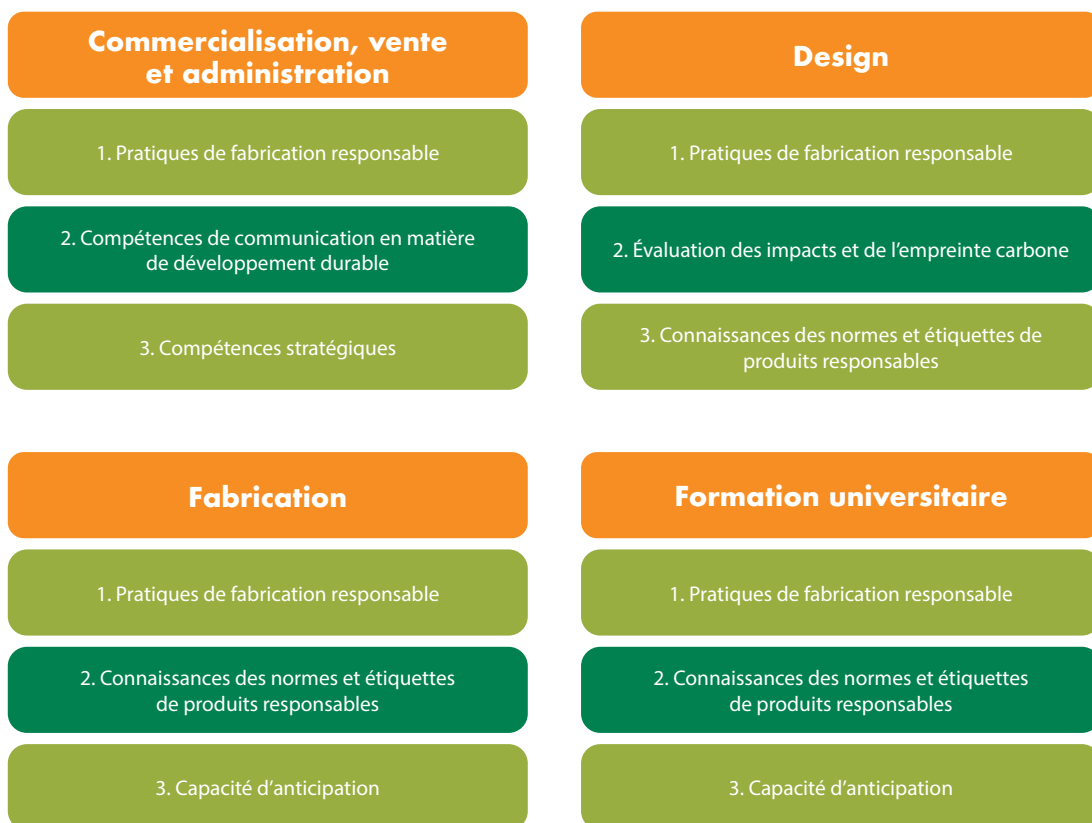 Commercialisation, vente
et administration
1. Pratiques de fabrication responsable
2. Compétences de communication en matière
de développement durable
3. Compétences stratégiques
Design
1. Pratiques de fabrication responsable
2. Évaluation des impacts et de l’empreinte carbone
3. Connaissances des normes et étiquettes de
produits responsables
Fabrication
1. Pratiques de fabrication responsable
2. Connaissances des normes et étiquettes
de produits responsables
3. Capacité d’anticipation
Formation universitaire
1. Pratiques de fabrication responsable
2. Connaissances des normes et étiquettes
de produits responsables
3. Capacité d’anticipation